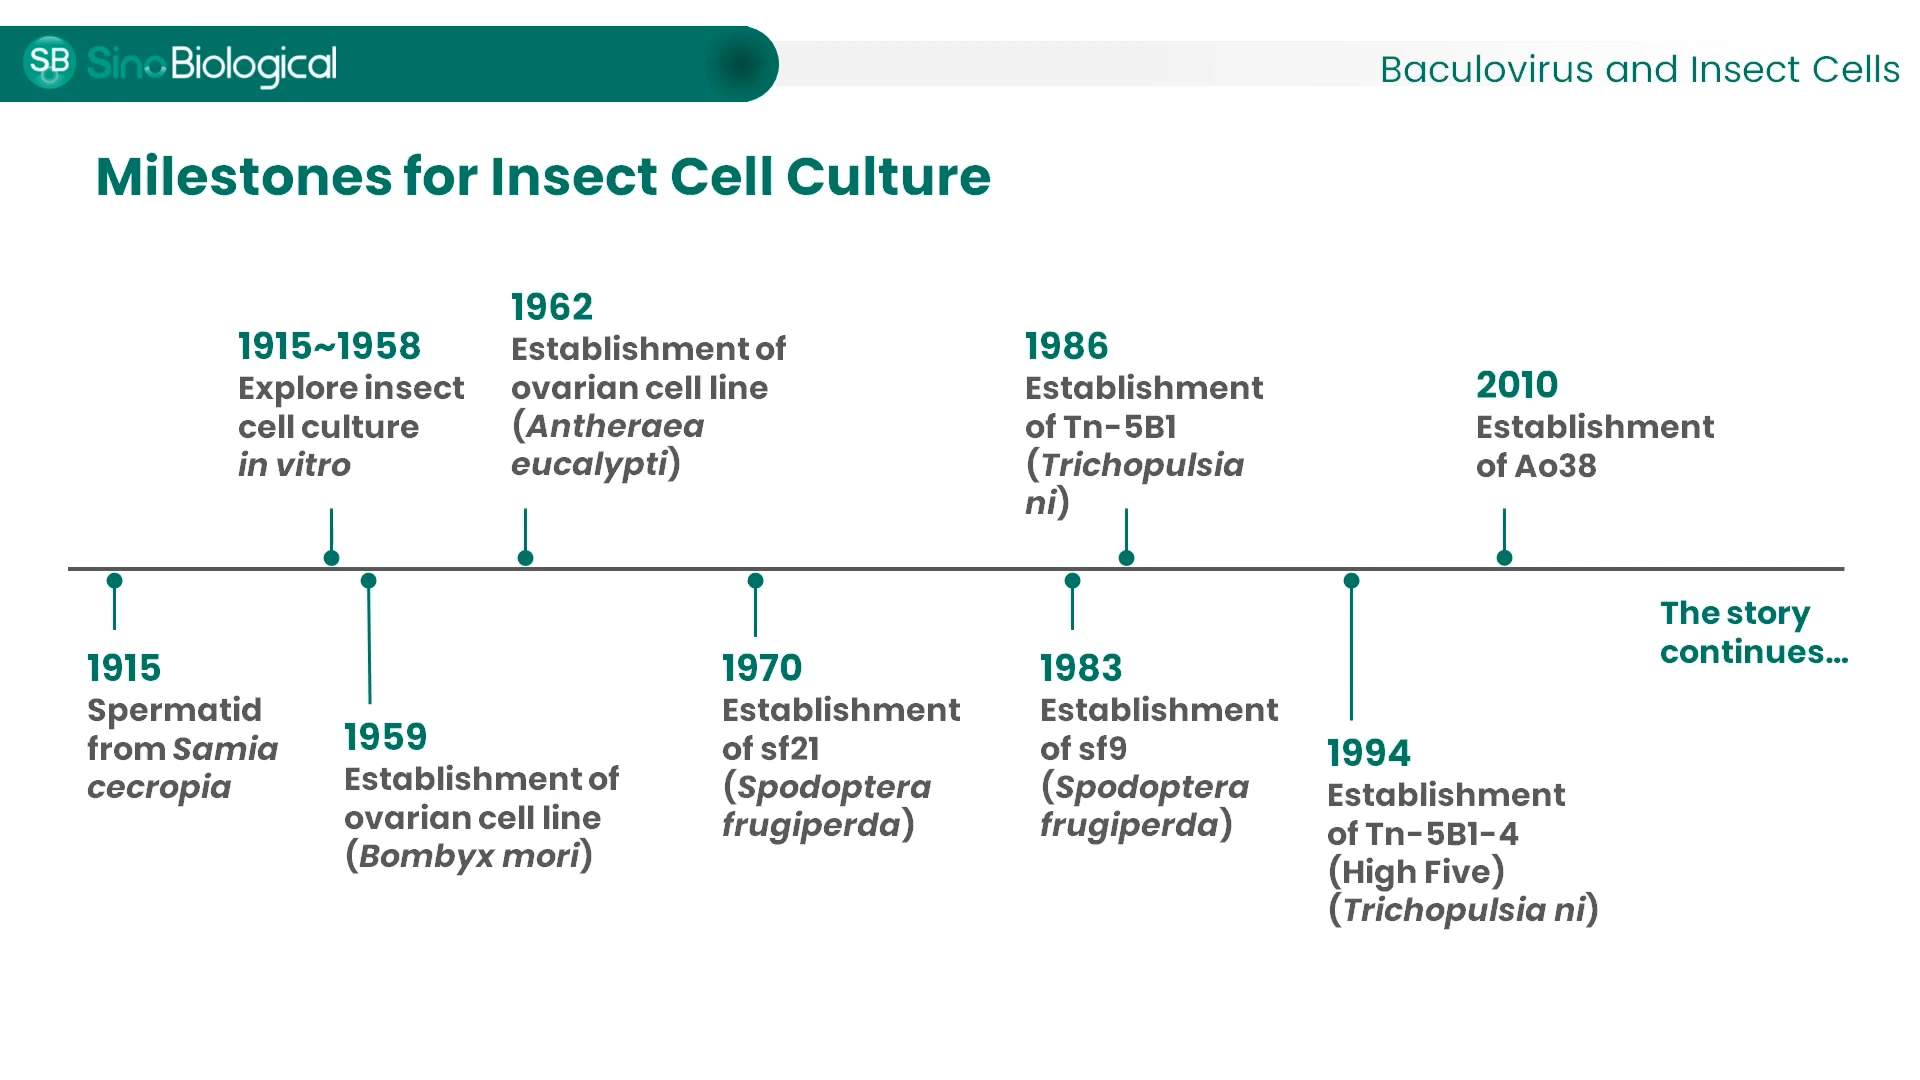 SB SinoBiological
Baculovirus and Insect Cells
Milestones for Insect Cell Culture
1915~1958
Explore insect
cell culture
in vitro
1962
Establishment of
ovarian cell line
(Antheraea
eucalypti)
1986
Establishment
of Tn-5B1
(Trichopulsia
ni)
2010
Establishment
of Ao38
1915
Spermatid
from Samia
cecropia
1959
Establishment of
ovarian cell line
(Bombyx mori)
1970
Establishment
of sf21
(Spodoptera
frugiperda)
1983
Establishment
of sf9
(Spodoptera
frugiperda)
1994
Establishment
of Tn-5B1-4
(High Five)
(Trichopulsia ni)
The story
continues...